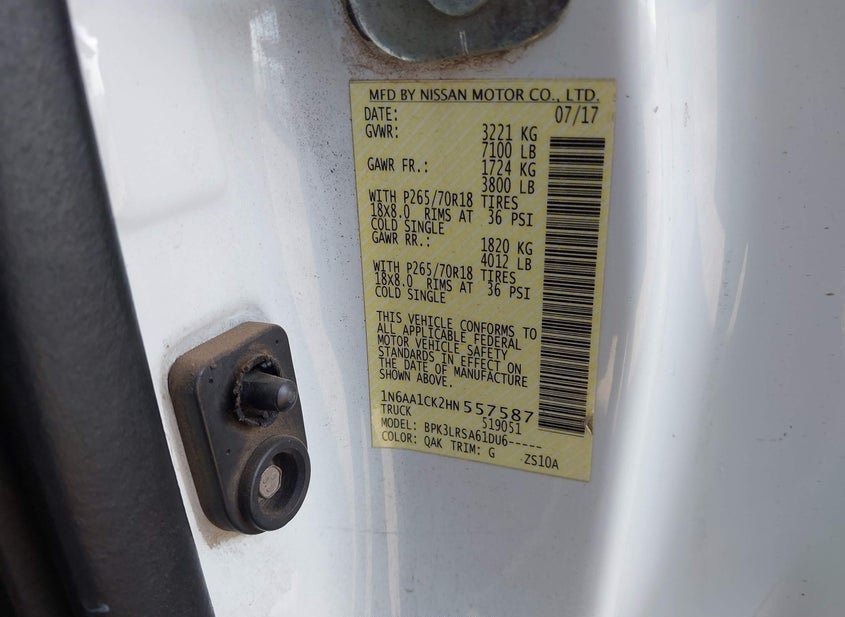 MFD BY NISSAN MOTOR CO., LTD.
DATE: 07/17
GVWR: 3221 KG
7100 LB
GAWR FR.: 1724 KG
3800 LB
WITH P265/70R18 TIRES
18X8.0 RIMS AT 36 PSI
COLD SINGLE
GAWR RR.: 1820 KG
4012 LB
WITH P265/70R18 TIRES
18X8.0 RIMS AT 36 PSI
COLD SINGLE
THIS VEHICLE CONFORMS TO
ALL APPLICABLE FEDERAL
MOTOR VEHICLE SAFETY
STANDARDS IN EFFECT ON
THE DATE OF MANUFACTURE
SHOWN ABOVE.
1N6AA1CK2HN 557587
TRUCK 519051
MODEL: BPK3LRSA61DU6-----
COLOR: QAK TRIM: G ZS10A